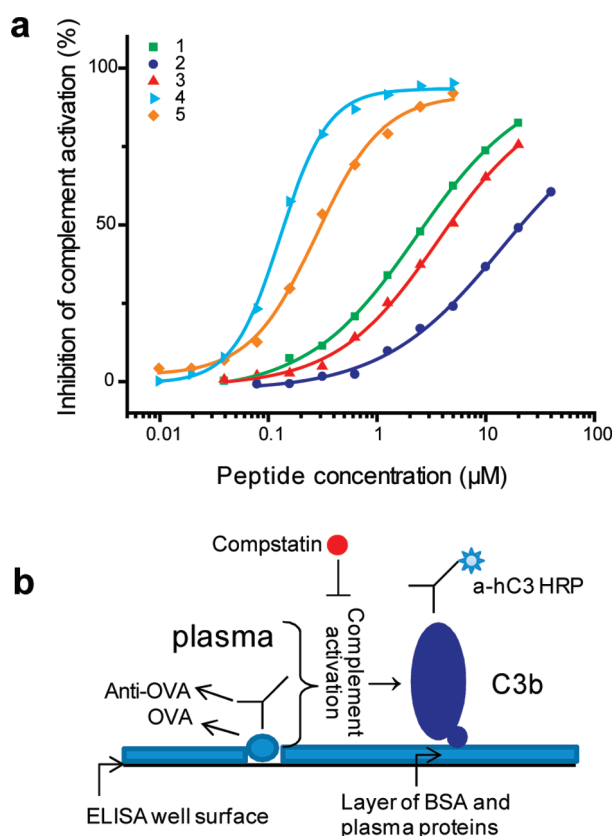 a
1
2
3
4
5
Inhibition of complement activation (%)
100
50
0
0.01 0.1 1 10 100
Peptide concentration (µM)
b
Compstatin
a-hC3 HRP
plasma
Complement
activation
C3b
Anti-OVA
OVA
ELISA well surface
Layer of BSA and
plasma proteins